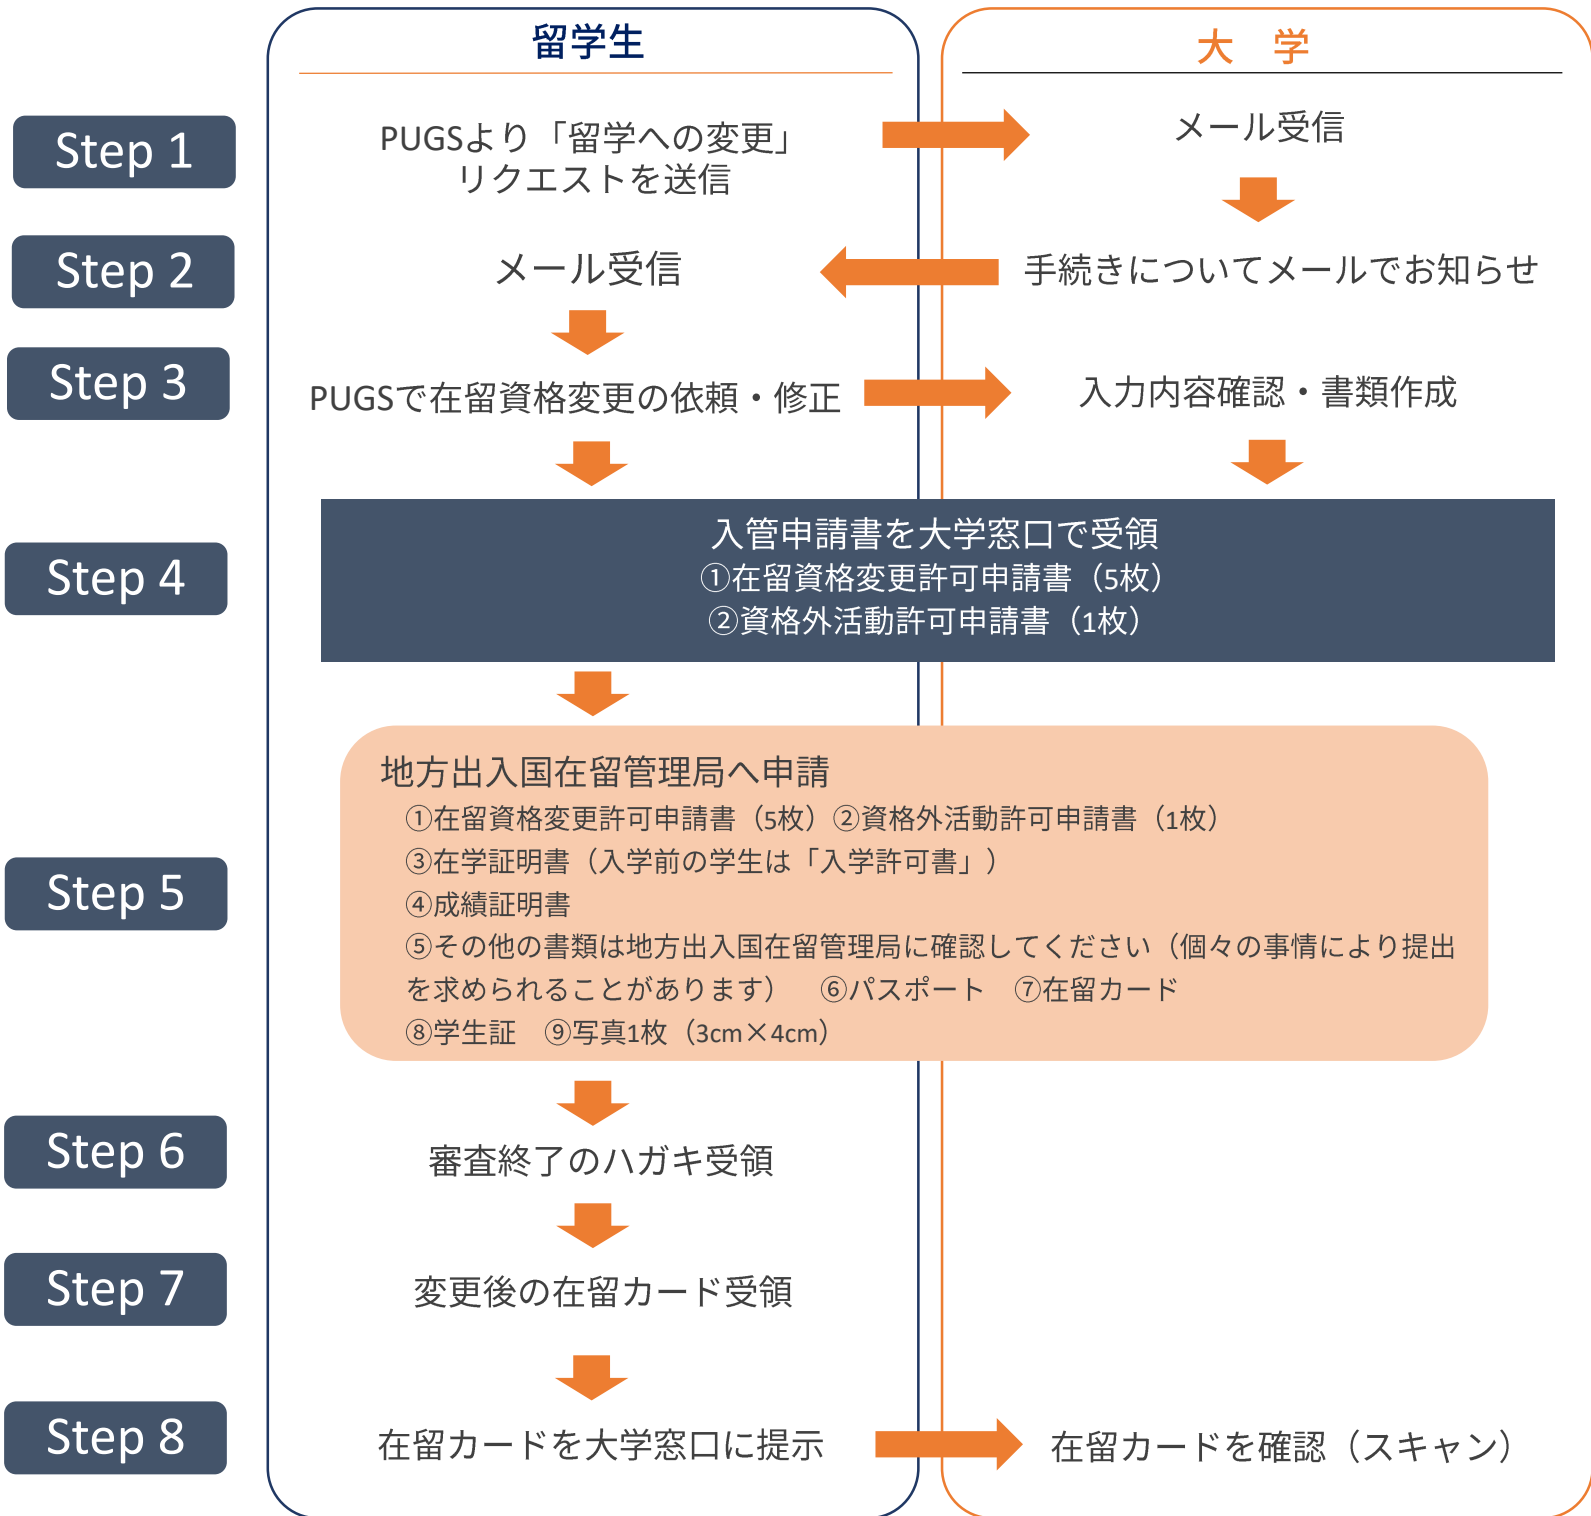 留学生
大　学
Step 1
PUGSより「留学への変更」
リクエストを送信
メール受信
Step 2
メール受信
手続きについてメールでお知らせ
Step 3
PUGSで在留資格変更の依頼・修正
入力内容確認・書類作成
Step 4
入管申請書を大学窓口で受領
①在留資格変更許可申請書（5枚）
②資格外活動許可申請書（1枚）
Step 5
地方出入国在留管理局へ申請
①在留資格変更許可申請書（5枚）②資格外活動許可申請書（1枚）
③在学証明書（入学前の学生は「入学許可書」）
④成績証明書
⑤その他の書類は地方出入国在留管理局に確認してください（個々の事情により提出
を求められることがあります）　⑥パスポート　⑦在留カード
⑧学生証　⑨写真1枚（3cm×4cm）
Step 6
審査終了のハガキ受領
Step 7
変更後の在留カード受領
Step 8
在留カードを大学窓口に提示
在留カードを確認（スキャン）